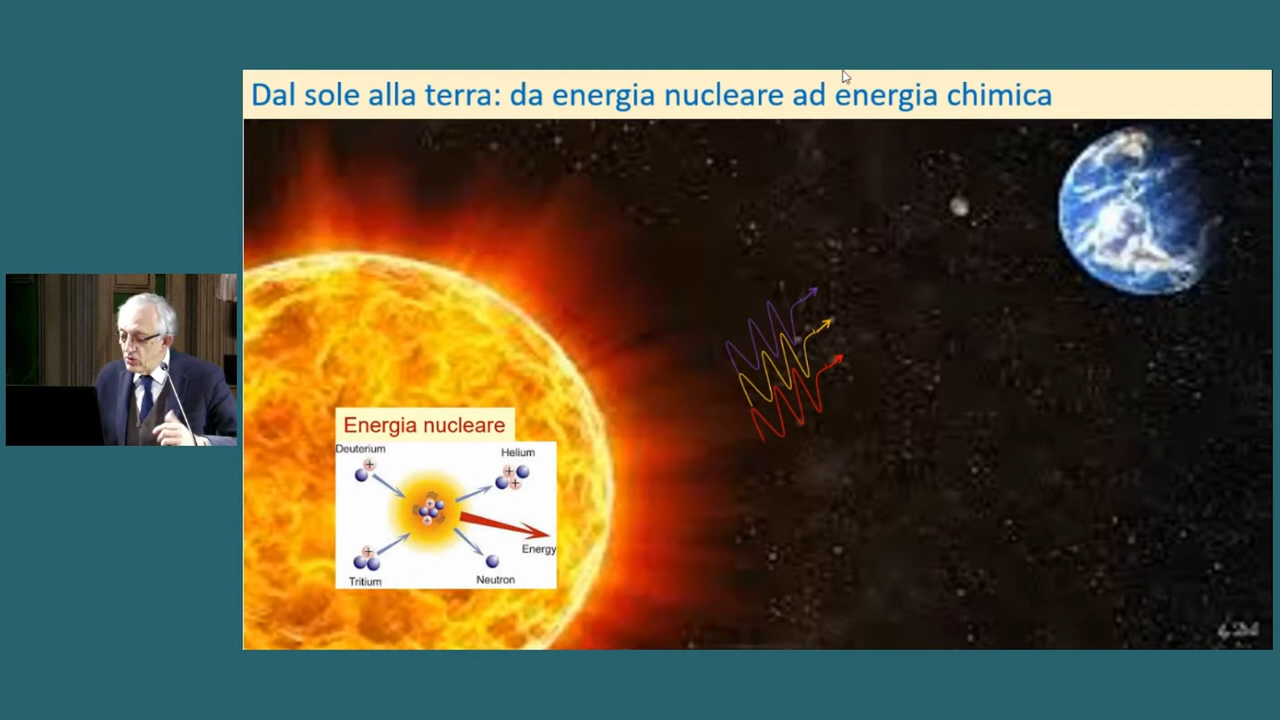 Dal sole alla terra: da energia nucleare ad energia chimica
Energia nucleare
Deuterium
Helium
Energy
Tritium
Neutron